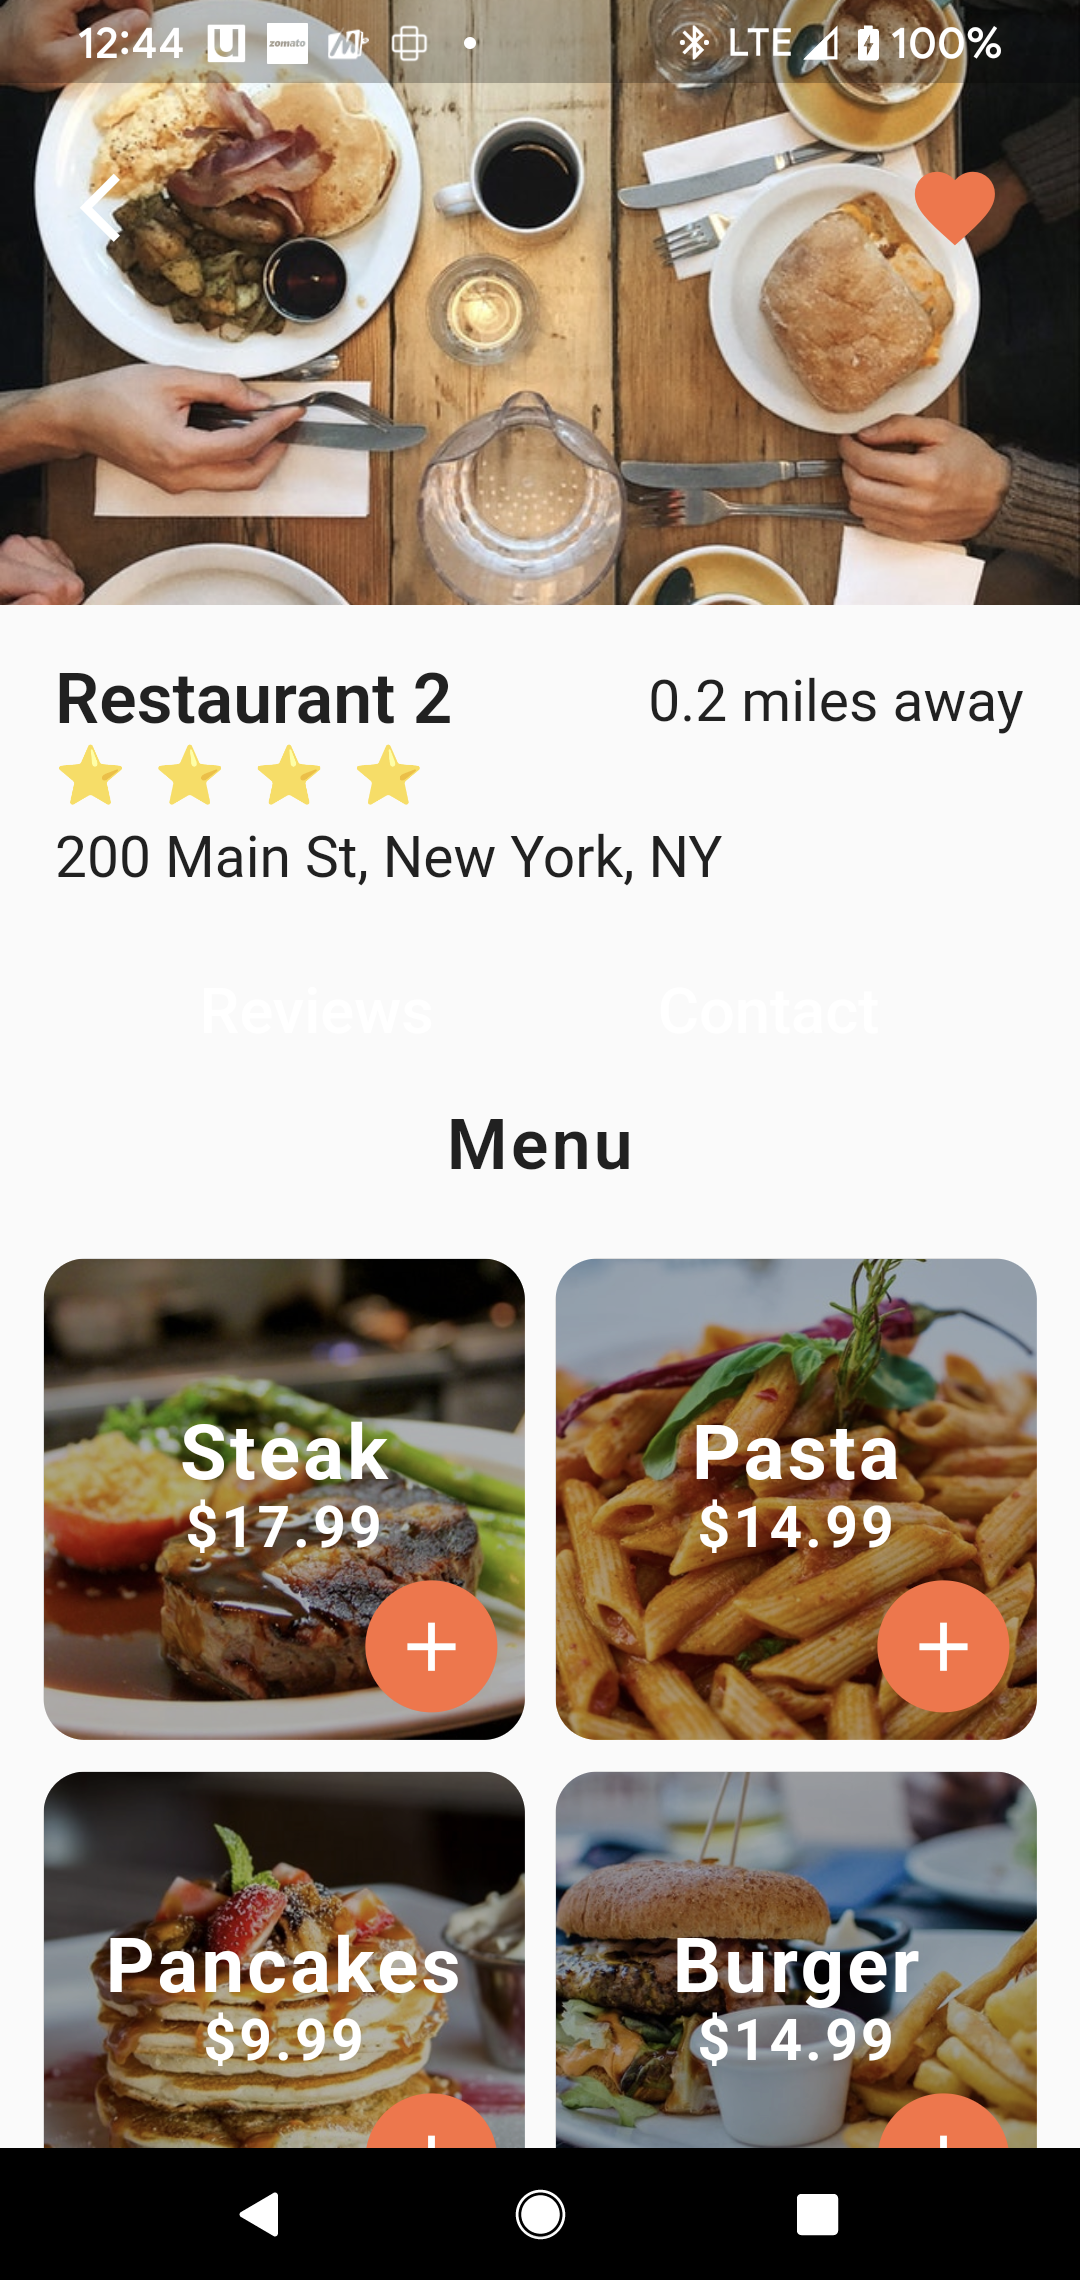 12:44 zomato LTE 100%
Restaurant 2
0.2 miles away
200 Main St, New York, NY
Reviews Contact
Menu
Steak
$17.99
Pasta
$14.99
Pancakes
$9.99
Burger
$14.99